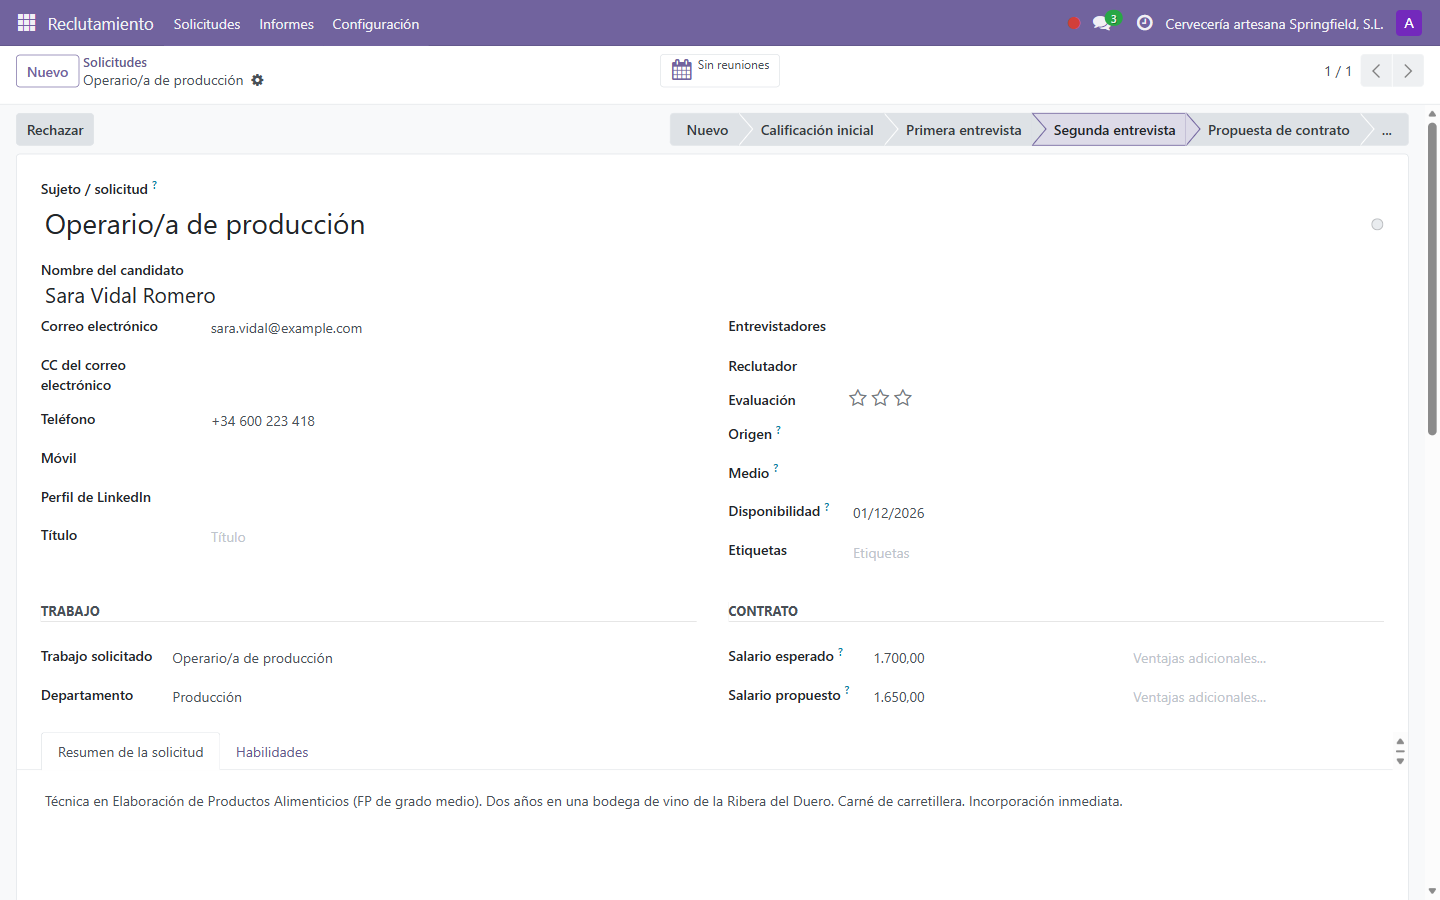 Reclutamiento Solicitudes Informes Configuración 3 Cervecería artesana Springfield, S.L. A
Nuevo Solicitudes
Operario/a de producción
Sin reuniones
1 / 1
Rechazar
Nuevo Calificación inicial Primera entrevista Segunda entrevista Propuesta de contrato ...
Sujeto / solicitud ?
Operario/a de producción
Nombre del candidato
Sara Vidal Romero
Correo electrónico sara.vidal@example.com
CC del correo
electrónico
Teléfono +34 600 223 418
Móvil
Perfil de LinkedIn
Título Título
Entrevistadores
Reclutador
Evaluación
Origen ?
Medio ?
Disponibilidad ? 01/12/2026
Etiquetas Etiquetas
TRABAJO
Trabajo solicitado Operario/a de producción
Departamento Producción
CONTRATO
Salario esperado ? 1.700,00 Ventajas adicionales...
Salario propuesto ? 1.650,00 Ventajas adicionales...
Resumen de la solicitud Habilidades
Técnica en Elaboración de Productos Alimenticios (FP de grado medio). Dos años en una bodega de vino de la Ribera del Duero. Carné de carretillera. Incorporación inmediata.